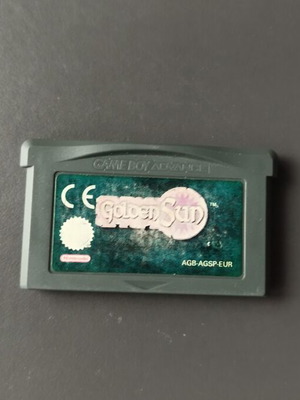 GAME BOY ADVANCE
CE
Golden Sun
TM
AGB-AGSP-EUR